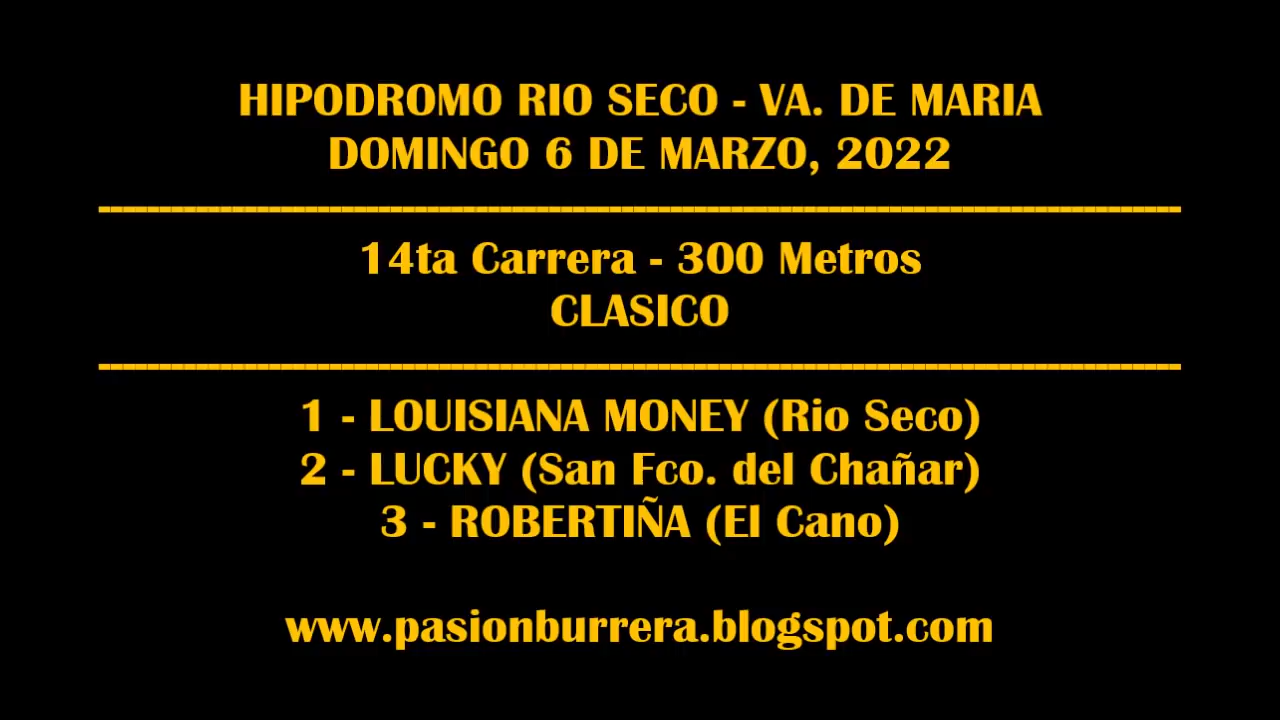 HIPODROMO RIO SECO - VA. DE MARIA
DOMINGO 6 DE MARZO, 2022
14ta Carrera - 300 Metros
CLASICO
1 - LOUISIANA MONEY (Rio Seco)
2 - LUCKY (San Fco. del Chañar)
3 - ROBERTIÑA (El Cano)
www.pasionburrera.blogspot.com